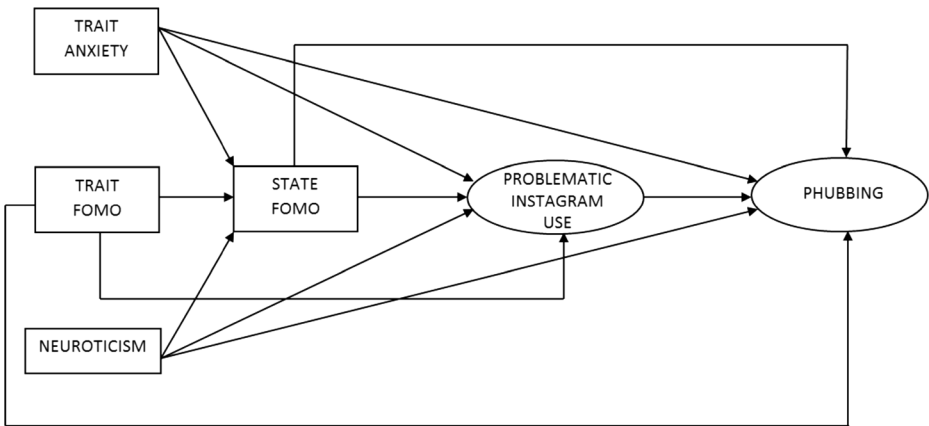 TRAIT
ANXIETY
TRAIT
FOMO
STATE
FOMO
PROBLEMATIC
INSTAGRAM
USE
PHUBBING
NEUROTICISM